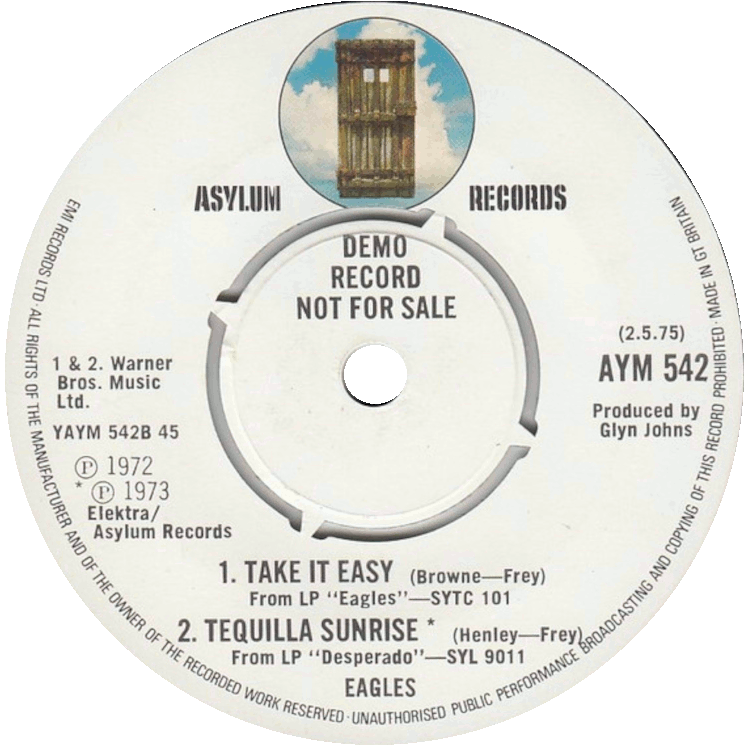 ASYLUM RECORDS
DEMO
RECORD
NOT FOR SALE
(2.5.75)
AYM 542
Produced by
Glyn Johns
1 & 2. Warner
Bros. Music
Ltd.
YAYM 542B 45
Ⓟ 1972
* Ⓟ 1973
Elektra/
Asylum Records
1. TAKE IT EASY (Browne—Frey)
From LP "Eagles"—SYTC 101
2. TEQUILLA SUNRISE * (Henley—Frey)
From LP "Desperado"—SYL 9011
EAGLES
EMI RECORDS LTD · ALL RIGHTS OF THE MANUFACTURER AND OF THE OWNER OF THE RECORDED WORK RESERVED · UNAUTHORISED PUBLIC PERFORMANCE BROADCASTING AND COPYING OF THIS RECORD PROHIBITED · MADE IN GT BRITAIN